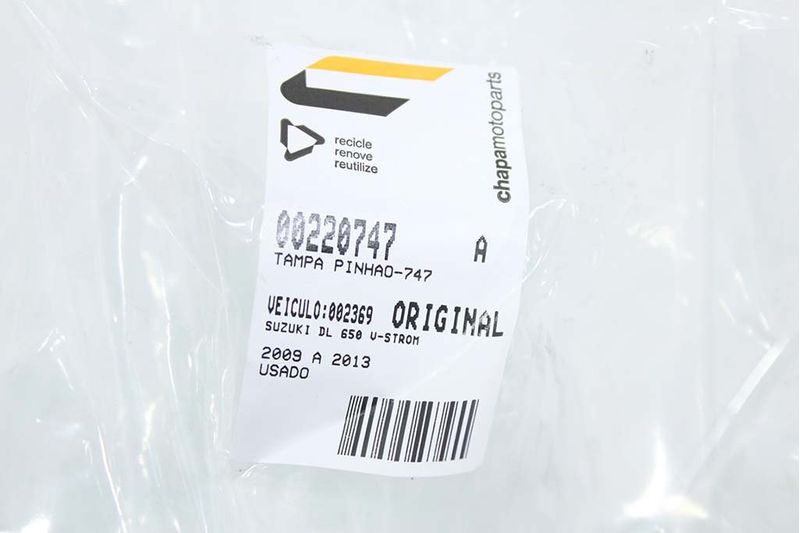 recicle
renove
reutilize
chapamotoparts
00220747 A
TAMPA PINHAO-747
VEICULO:002369 ORIGINAL
SUZUKI DL 650 V-STROM
2009 A 2013
USADO